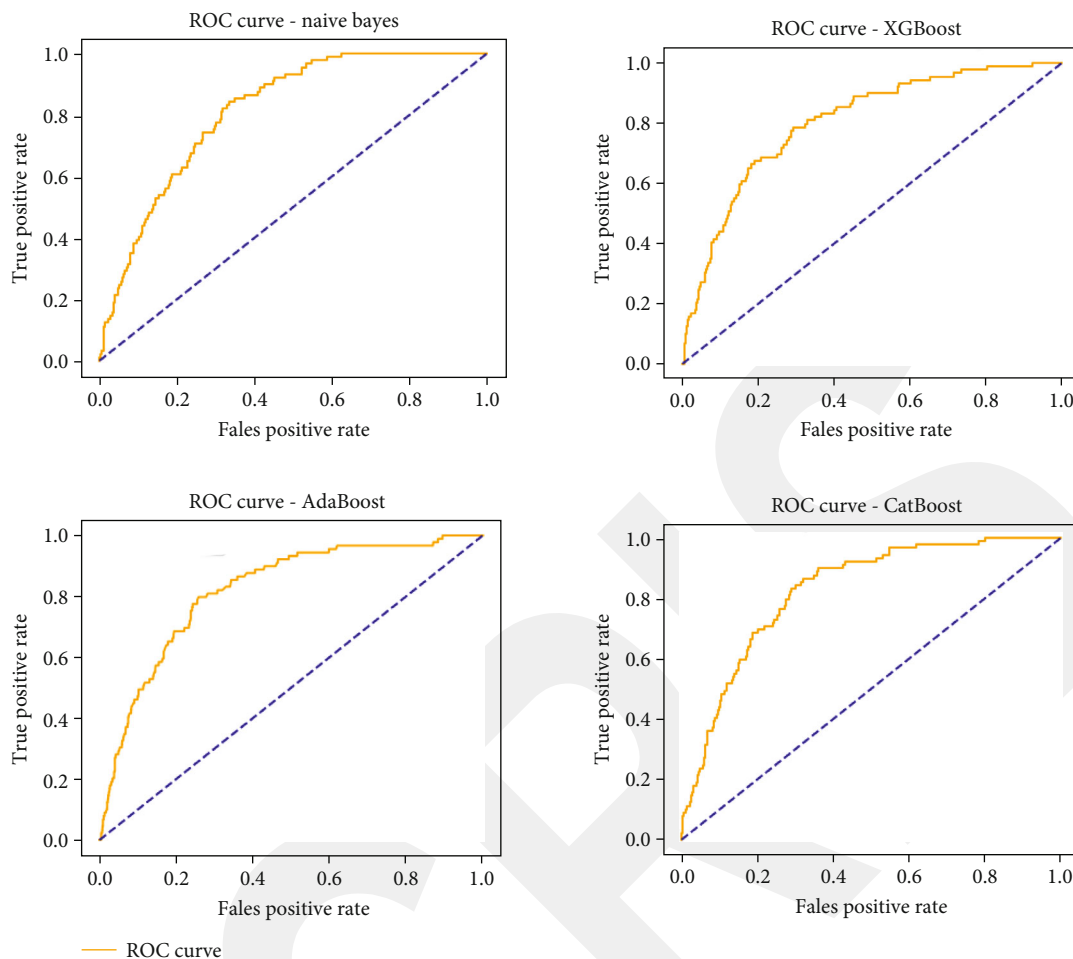 ROC curve - naive bayes
1.0
0.8
0.6
0.4
0.2
0.0
True positive rate
0.0 0.2 0.4 0.6 0.8 1.0
Fales positive rate
ROC curve - XGBoost
1.0
0.8
0.6
0.4
0.2
0.0
True positive rate
0.0 0.2 0.4 0.6 0.8 1.0
Fales positive rate
ROC curve - AdaBoost
1.0
0.8
0.6
0.4
0.2
0.0
True positive rate
0.0 0.2 0.4 0.6 0.8 1.0
Fales positive rate
ROC curve - CatBoost
1.0
0.8
0.6
0.4
0.2
0.0
True positive rate
0.0 0.2 0.4 0.6 0.8 1.0
Fales positive rate
ROC curve